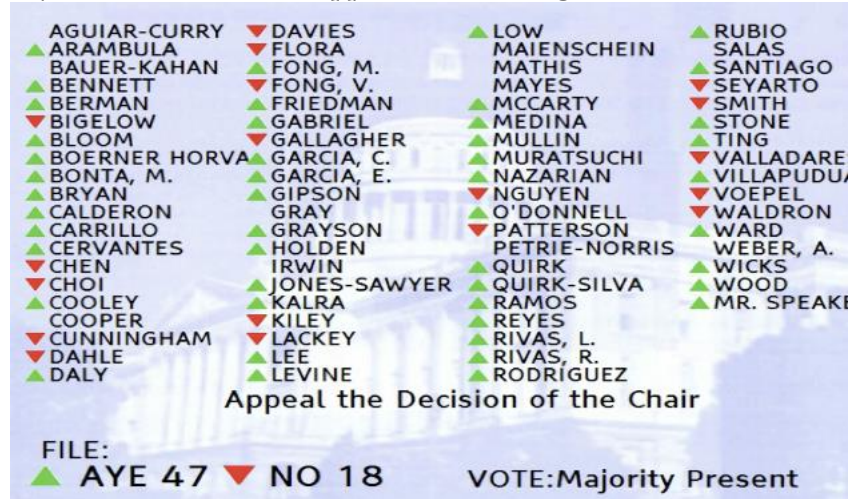 AGUIAR-CURRY
ARAMBULA
BAUER-KAHAN
BENNETT
BERMAN
BIGELOW
BLOOM
BOERNER HORVA
BONTA, M.
BRYAN
CALDERON
CARRILLO
CERVANTES
CHEN
CHOI
COOLEY
COOPER
CUNNINGHAM
DAHLE
DALY
DAVIES
FLORA
FONG, M.
FONG, V.
FRIEDMAN
GABRIEL
GALLAGHER
GARCIA, C.
GARCIA, E.
GIPSON
GRAY
GRAYSON
HOLDEN
IRWIN
JONES-SAWYER
KALRA
KILEY
LACKEY
LEE
LEVINE
LOW
MAIENSCHEIN
MATHIS
MAYES
MCCARTY
MEDINA
MULLIN
MURATSUCHI
NAZARIAN
NGUYEN
O'DONNELL
PATTERSON
PETRIE-NORRIS
QUIRK
QUIRK-SILVA
RAMOS
REYES
RIVAS, L.
RIVAS, R.
RODRIGUEZ
RUBIO
SALAS
SANTIAGO
SEYARTO
SMITH
STONE
TING
VALLADARE
VILLAPUDUA
VOEPEL
WALDRON
WARD
WEBER, A.
WICKS
WOOD
MR. SPEAKE
Appeal the Decision of the Chair
FILE:
AYE 47 NO 18 VOTE:Majority Present